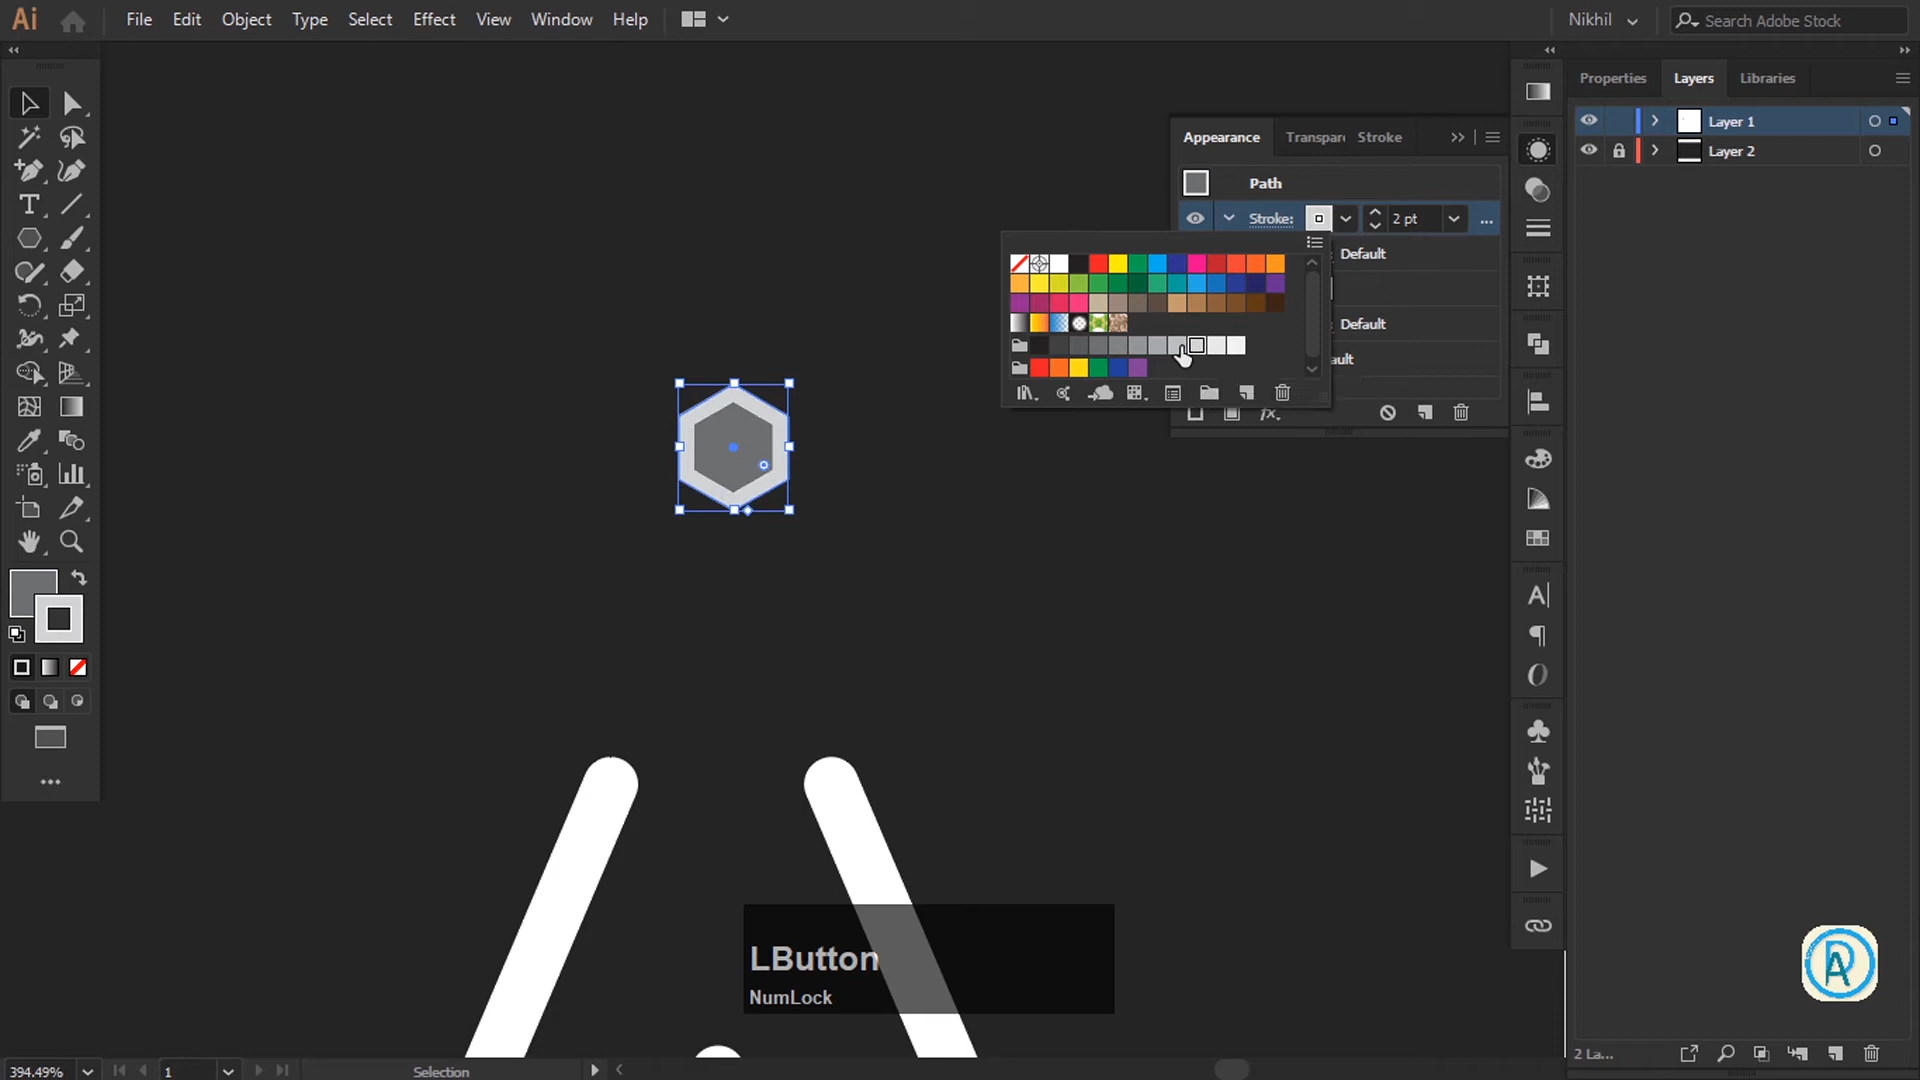 Ai File Edit Object Type Select Effect View Window Help
Nikhil
Search Adobe Stock
Properties Layers Libraries
Layer 1
Layer 2
Appearance Transpare Stroke
Path
Stroke: 2 pt ...
Default
Default
ault
fx
LButton
NumLock
394.49% 1 Selection
2 La...